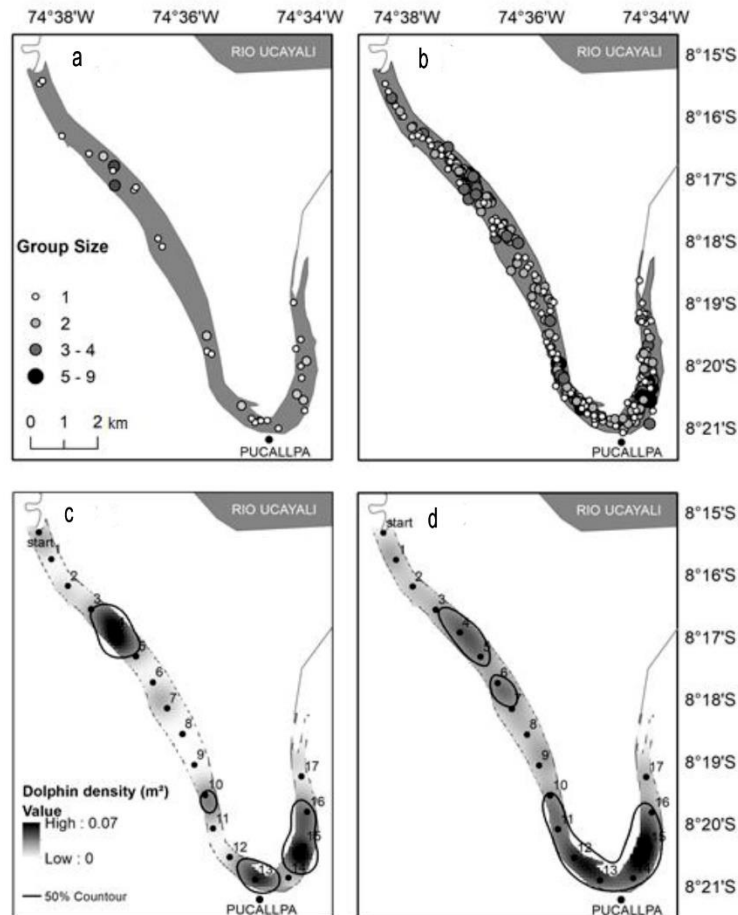 74°38'W 74°36'W 74°34'W 74°38'W 74°36'W 74°34'W
a
RIO UCAYALI
b
RIO UCAYALI
8°15'S
8°16'S
8°17'S
8°18'S
8°19'S
8°20'S
8°21'S
Group Size
1
2
3 - 4
5 - 9
0 1 2 km
PUCALLPA
PUCALLPA
c
RIO UCAYALI
start
1
2
3
5
6
7
8
9
10
11
12
13
15
16
17
Dolphin density (m²)
Value
High : 0.07
Low : 0
50% Countour
PUCALLPA
d
RIO UCAYALI
start
1
2
3
4
5
6
7
8
9
10
11
12
13
14
15
16
17
PUCALLPA
8°15'S
8°16'S
8°17'S
8°18'S
8°19'S
8°20'S
8°21'S